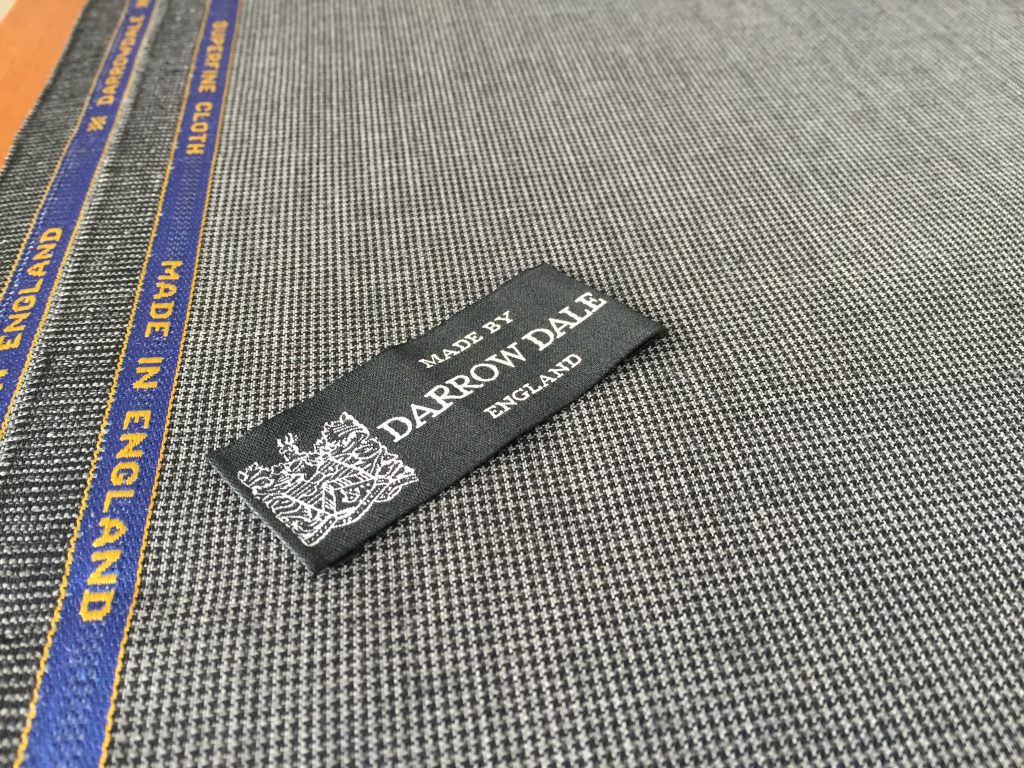 MADE BY
DARROW DALE
ENGLAND
SUPERFINE CLOTH
MADE IN ENGLAND
DARROWDALE
ENGLAND